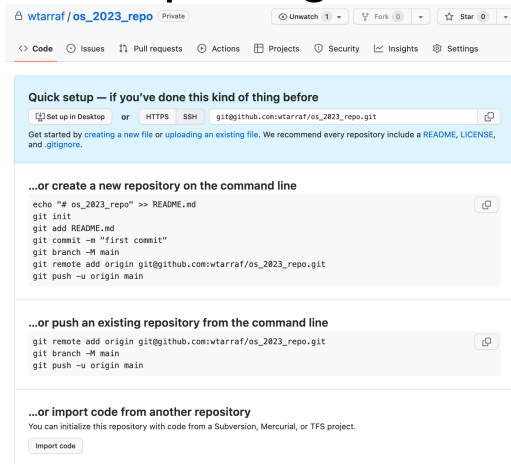 wtarraf / os_2023_repo Private Unwatch 1 Fork 0 Star 0
Code Issues Pull requests Actions Projects Security Insights Settings
Quick setup — if you've done this kind of thing before
Set up in Desktop or HTTPS SSH git@github.com:wtarraf/os_2023_repo.git
Get started by creating a new file or uploading an existing file. We recommend every repository include a README, LICENSE,
and .gitignore.
...or create a new repository on the command line
echo "# os_2023_repo" >> README.md
git init
git add README.md
git commit -m "first commit"
git branch -M main
git remote add origin git@github.com:wtarraf/os_2023_repo.git
git push -u origin main
...or push an existing repository from the command line
git remote add origin git@github.com:wtarraf/os_2023_repo.git
git branch -M main
git push -u origin main
...or import code from another repository
You can initialize this repository with code from a Subversion, Mercurial, or TFS project.
Import code